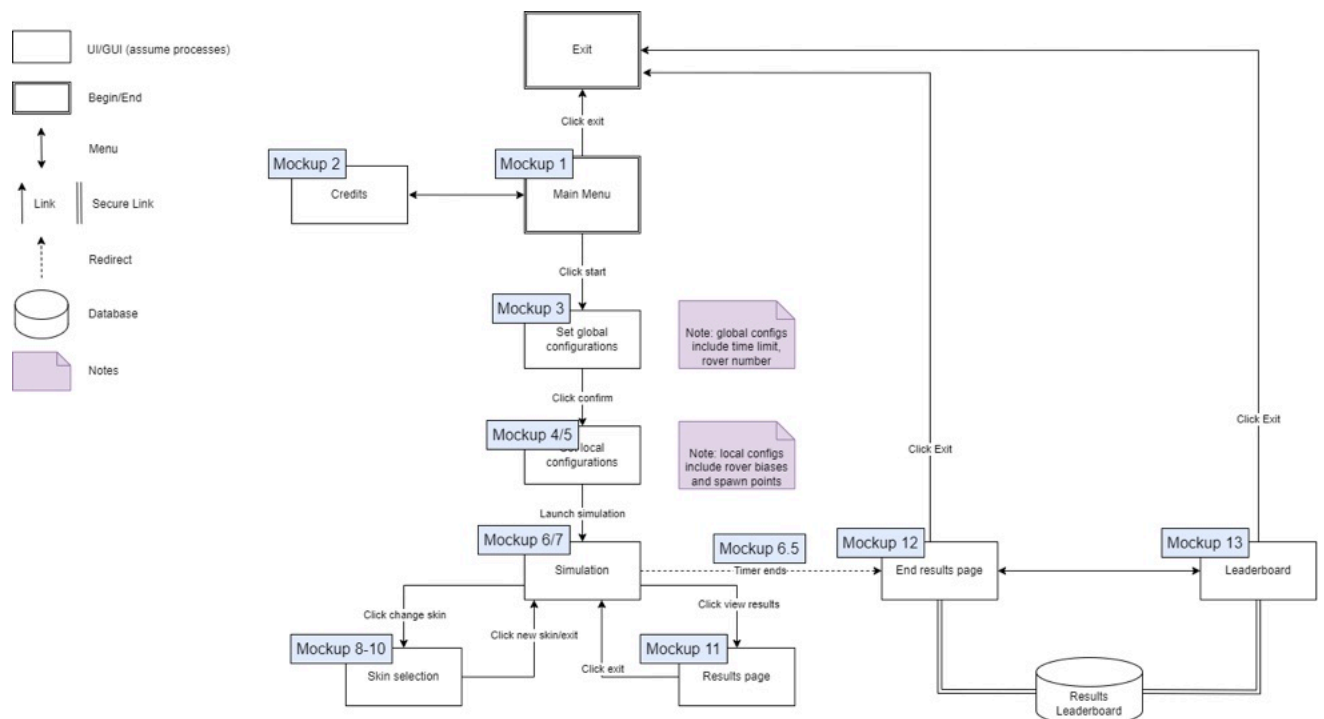 UI/GUI (assume processes)
Begin/End
Menu
Link
Secure Link
Redirect
Database
Notes
Exit
Click exit
Mockup 2
Credits
Mockup 1
Main Menu
Click start
Mockup 3
Set global
configurations
Note: global configs
include time limit,
rover number
Click confirm
Mockup 4/5
local
configurations
Note: local configs
include rover biases
and spawn points
Click Exit
Click Exit
Launch simulation
Mockup 6/7
Simulation
Mockup 6.5
Timer ends
Mockup 12
End results page
Mockup 13
Leaderboard
Click change skin
Click new skin/exit
Click view results
Mockup 8-10
Skin selection
Click exit
Mockup 11
Results page
Results
Leaderboard